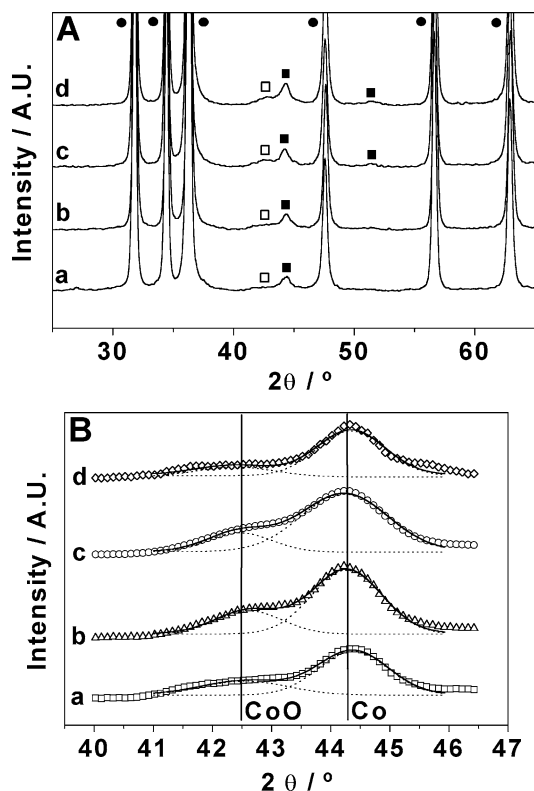 A
d
c
b
a
Intensity / A.U.
30 40 50 60
2θ / º
B
d
c
b
a
Intensity / A.U.
CoO Co
40 41 42 43 44 45 46 47
2 θ / º